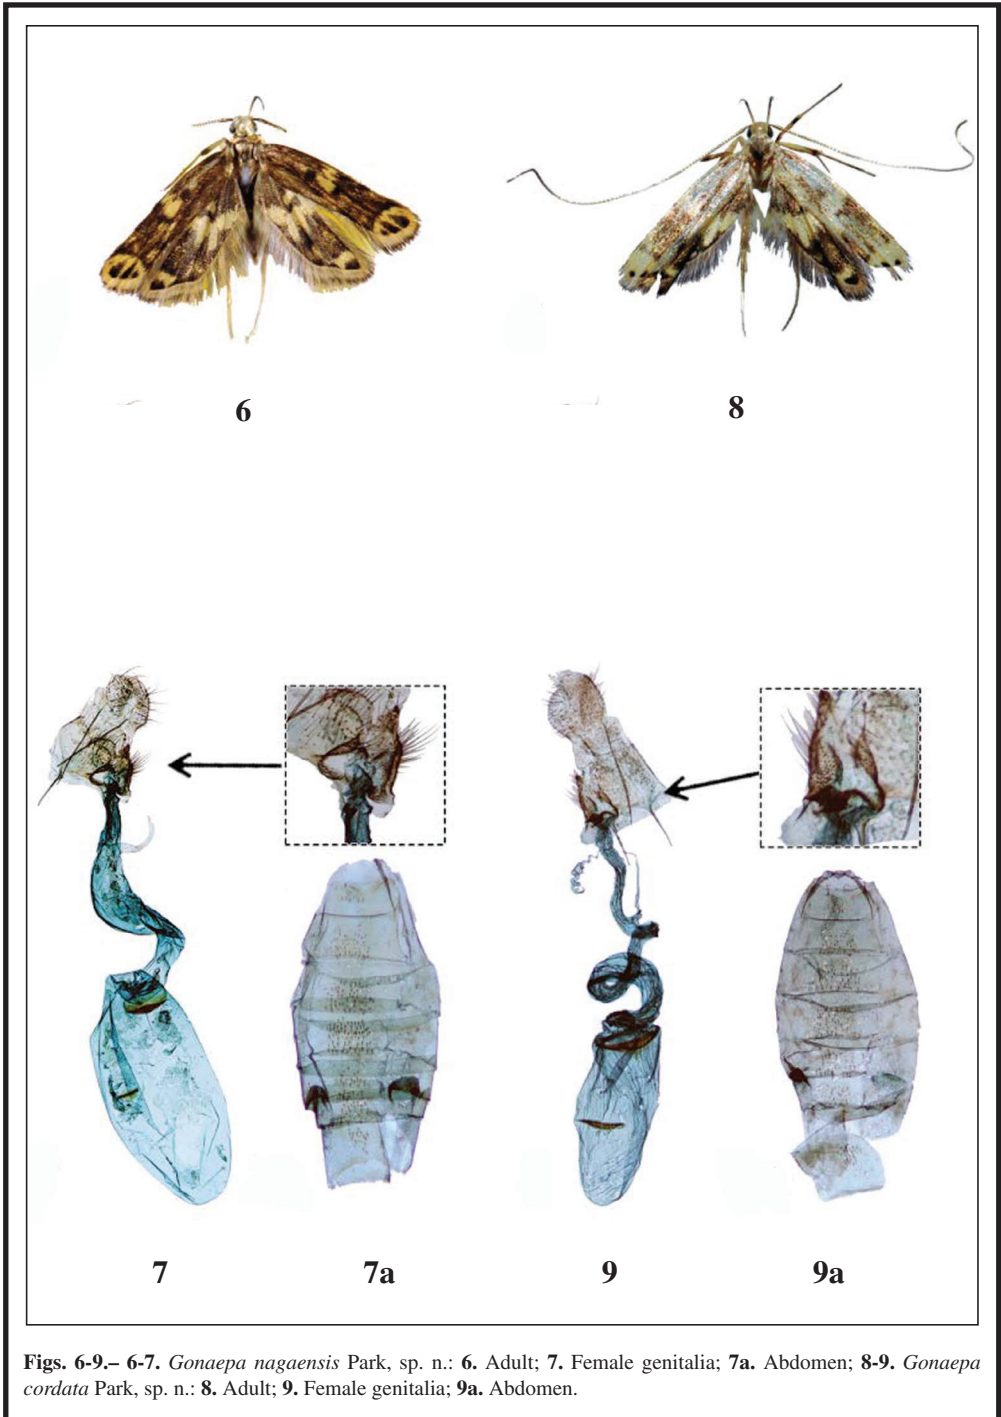 6
8
7
7a
9
9a
Figs. 6-9.– 6-7. Gonaepa nagaensis Park, sp. n.: 6. Adult; 7. Female genitalia; 7a. Abdomen; 8-9. Gonaepa
cordata Park, sp. n.: 8. Adult; 9. Female genitalia; 9a. Abdomen.